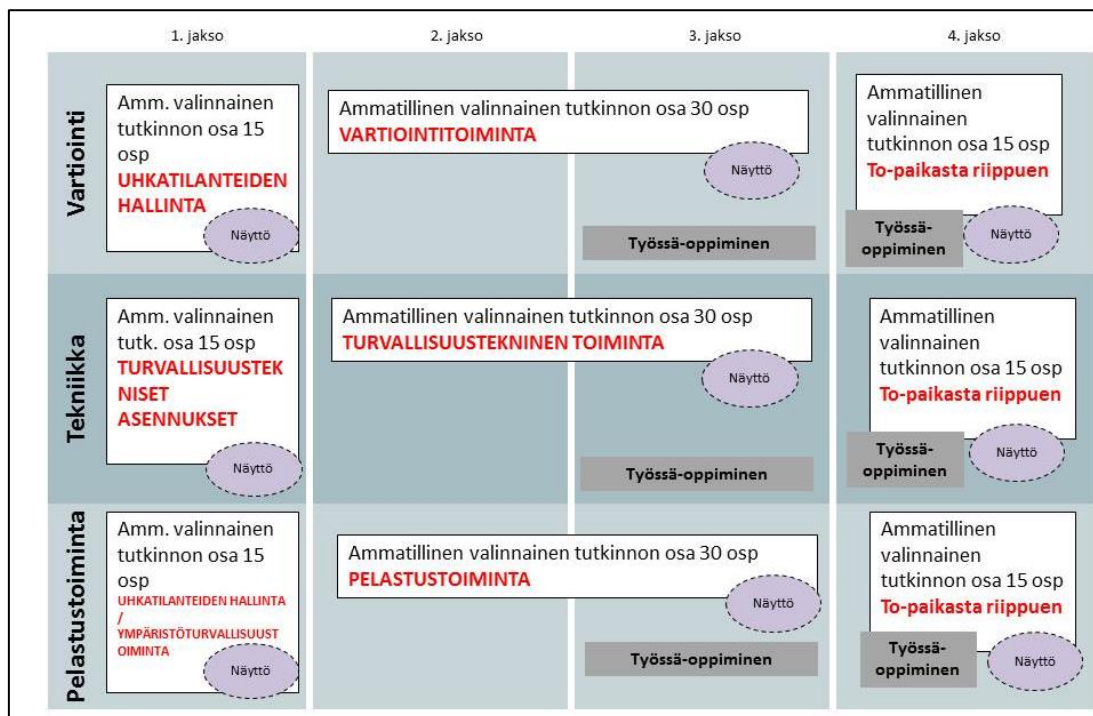 1. jakso
2. jakso
3. jakso
4. jakso
Vartiointi
Amm. valinnainen
tutkinnon osa 15
osp
UHKATILANTEIDEN
HALLINTA
Näyttö
Ammatillinen valinnainen tutkinnon osa 30 osp
VARTIOINTITOIMINTA
Näyttö
Työssä-oppiminen
Ammatillinen
valinnainen
tutkinnon osa 15 osp
To-paikasta riippuen
Työssä-
oppiminen
Näyttö
Tekniikka
Amm. valinnainen
tutk. osa 15 osp
TURVALLISUUSTEK
NISET
ASENNUKSET
Näyttö
Ammatillinen valinnainen tutkinnon osa 30 osp
TURVALLISUUSTEKNINEN TOIMINTA
Näyttö
Työssä-oppiminen
Ammatillinen
valinnainen
tutkinnon osa 15 osp
To-paikasta riippuen
Työssä-
oppiminen
Näyttö
Pelastustoiminta
Amm. valinnainen
tutkinnon osa 15
osp
UHKATILANTEIDEN HALLINTA
/
YMPÄRISTÖTURVALLISUUST
OIMINTA
Näyttö
Ammatillinen valinnainen tutkinnon osa 30 osp
PELASTUSTOIMINTA
Näyttö
Työssä-oppiminen
Ammatillinen
valinnainen
tutkinnon osa 15 osp
To-paikasta riippuen
Työssä-
oppiminen
Näyttö